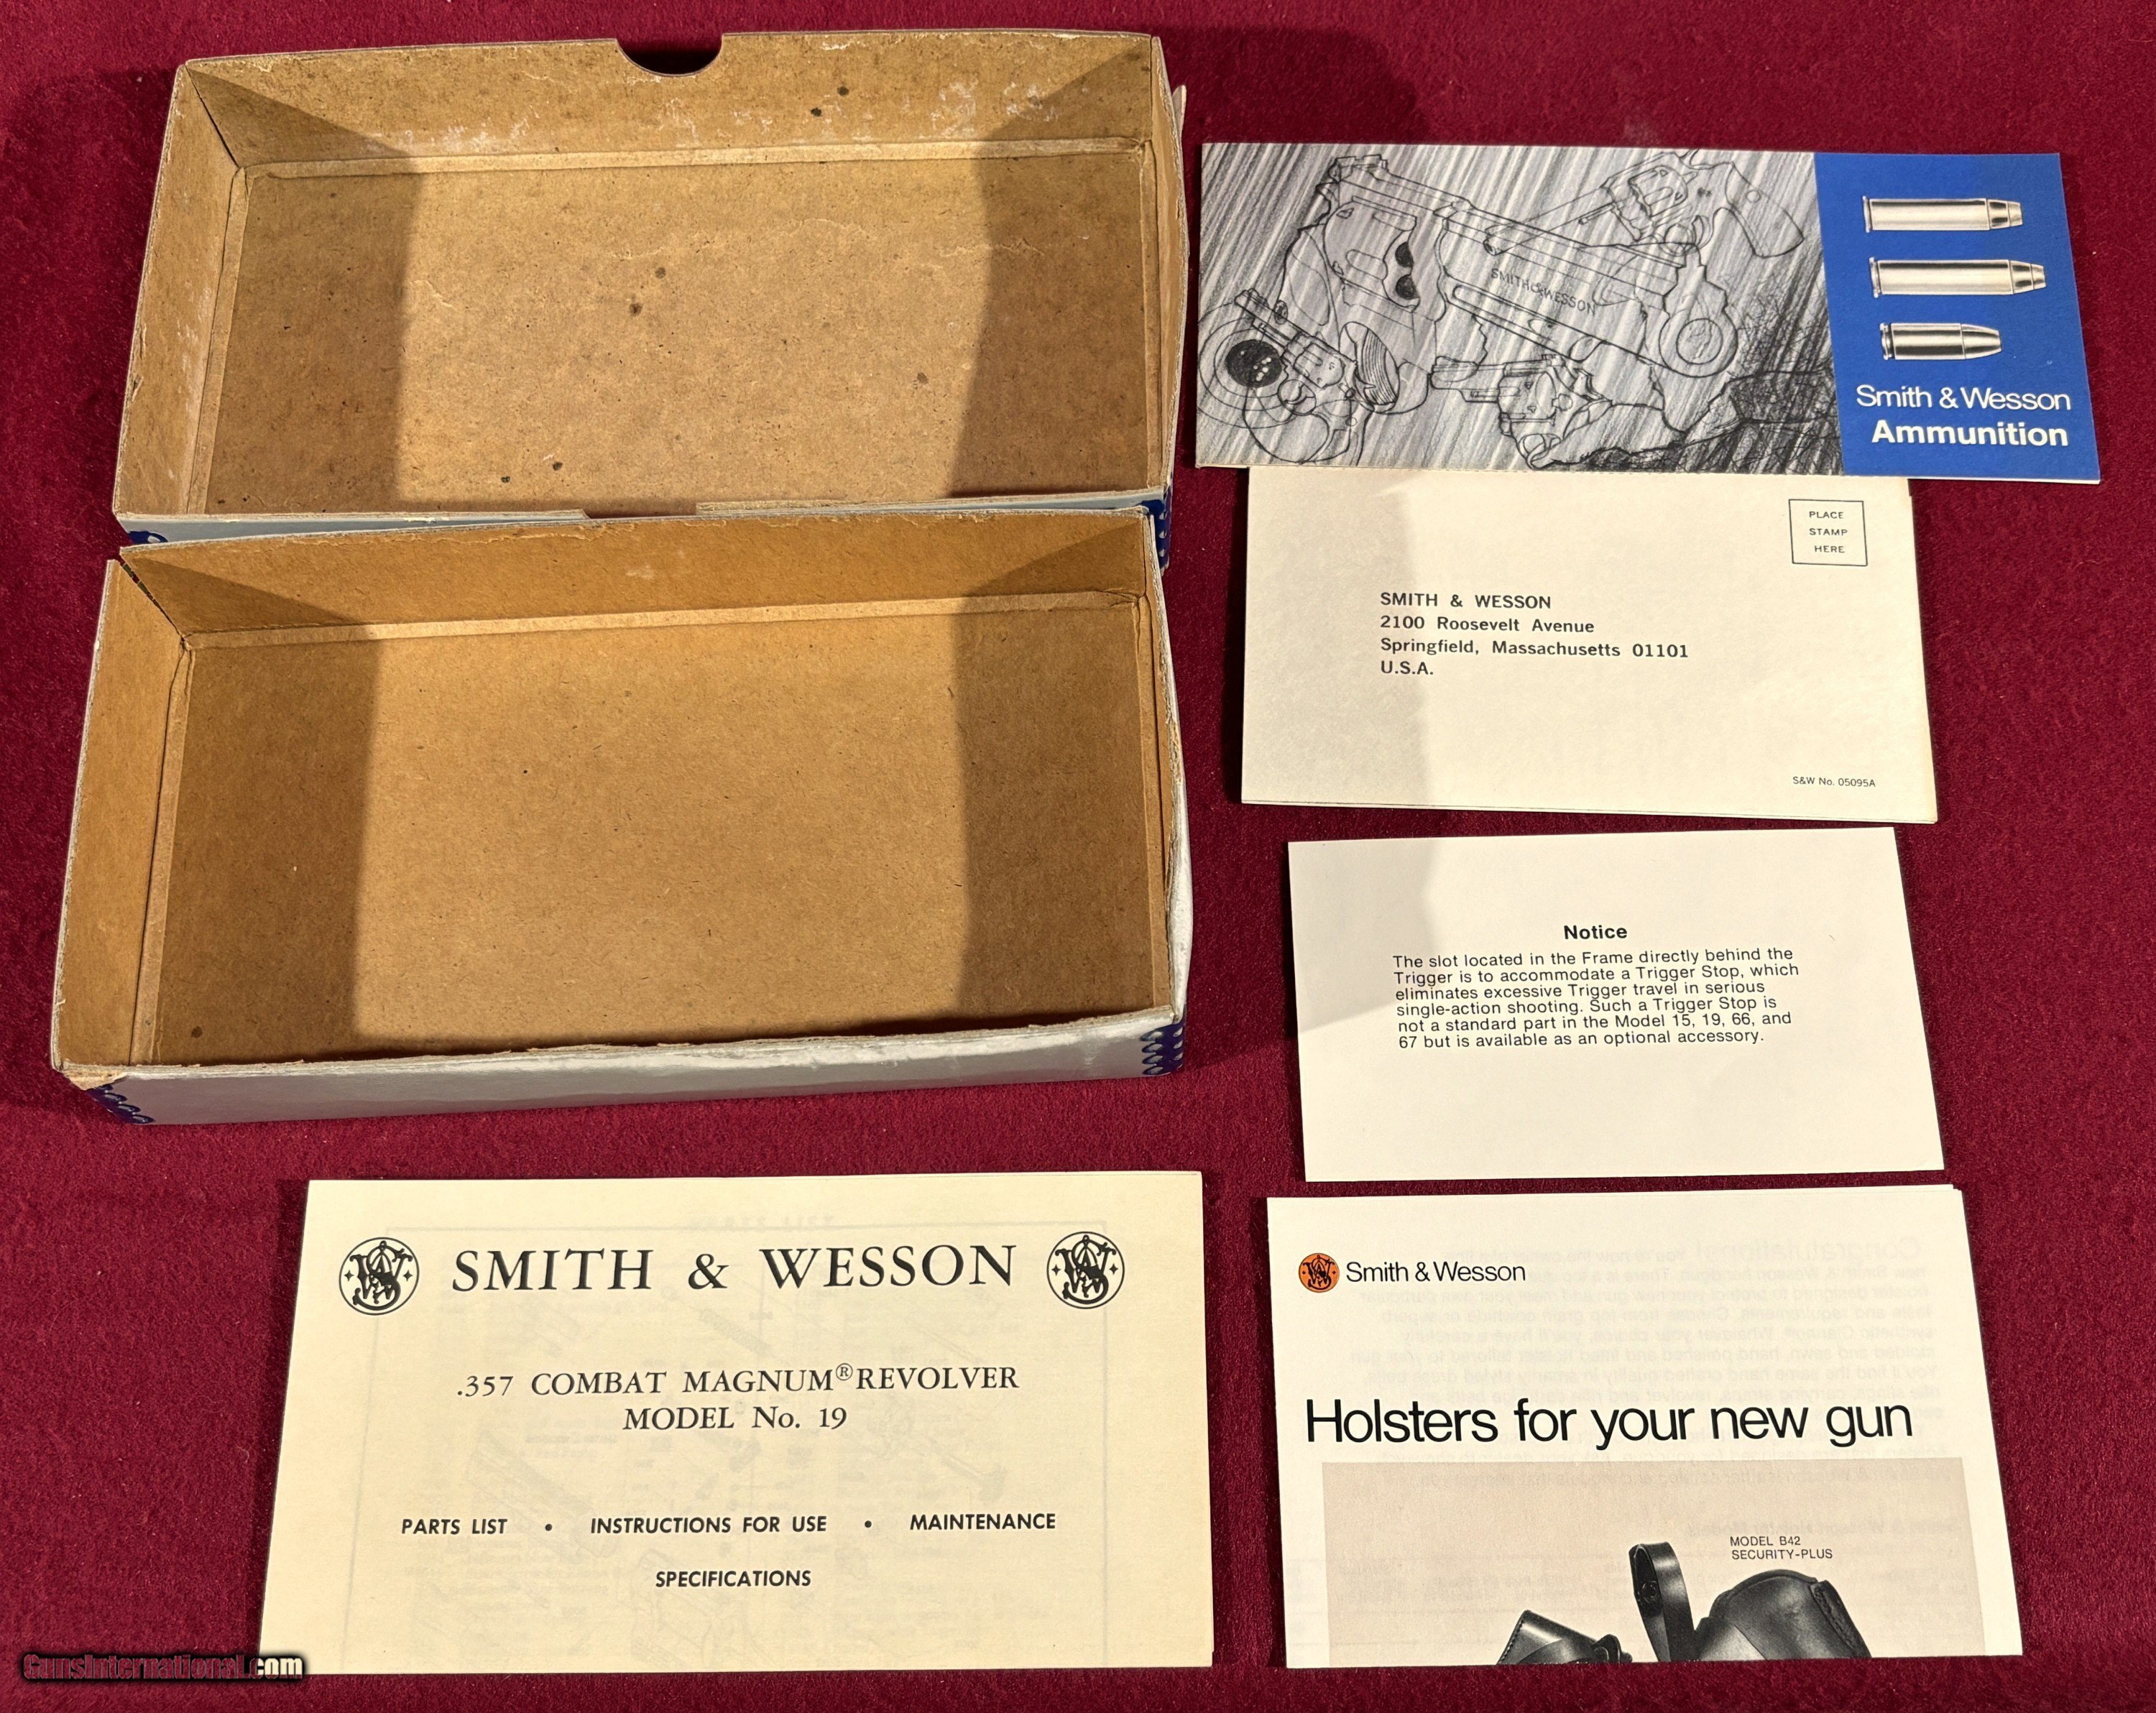 SMITH & WESSON
Smith & Wesson
Ammunition
PLACE
STAMP
HERE
SMITH & WESSON
2100 Roosevelt Avenue
Springfield, Massachusetts 01101
U.S.A.
S&W No. 05095A
Notice
The slot located in the Frame directly behind the
Trigger is to accommodate a Trigger Stop, which
eliminates excessive Trigger travel in serious
single-action shooting. Such a Trigger Stop is
not a standard part in the Model 15, 19, 66, and
67 but is available as an optional accessory.
SMITH & WESSON
.357 COMBAT MAGNUM® REVOLVER
MODEL No. 19
PARTS LIST • INSTRUCTIONS FOR USE • MAINTENANCE
SPECIFICATIONS
Smith & Wesson
Holsters for your new gun
MODEL B42
SECURITY-PLUS
GunsInternational.com